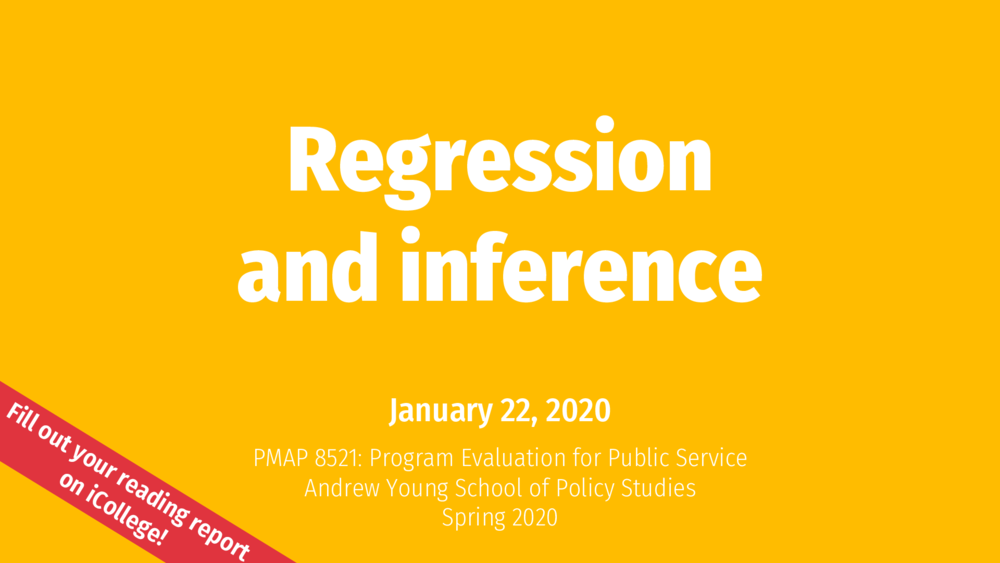 Regression
and inference
January 22, 2020
PMAP 8521: Program Evaluation for Public Service
Andrew Young School of Policy Studies
Spring 2020
Fill out your reading report
on iCollege!